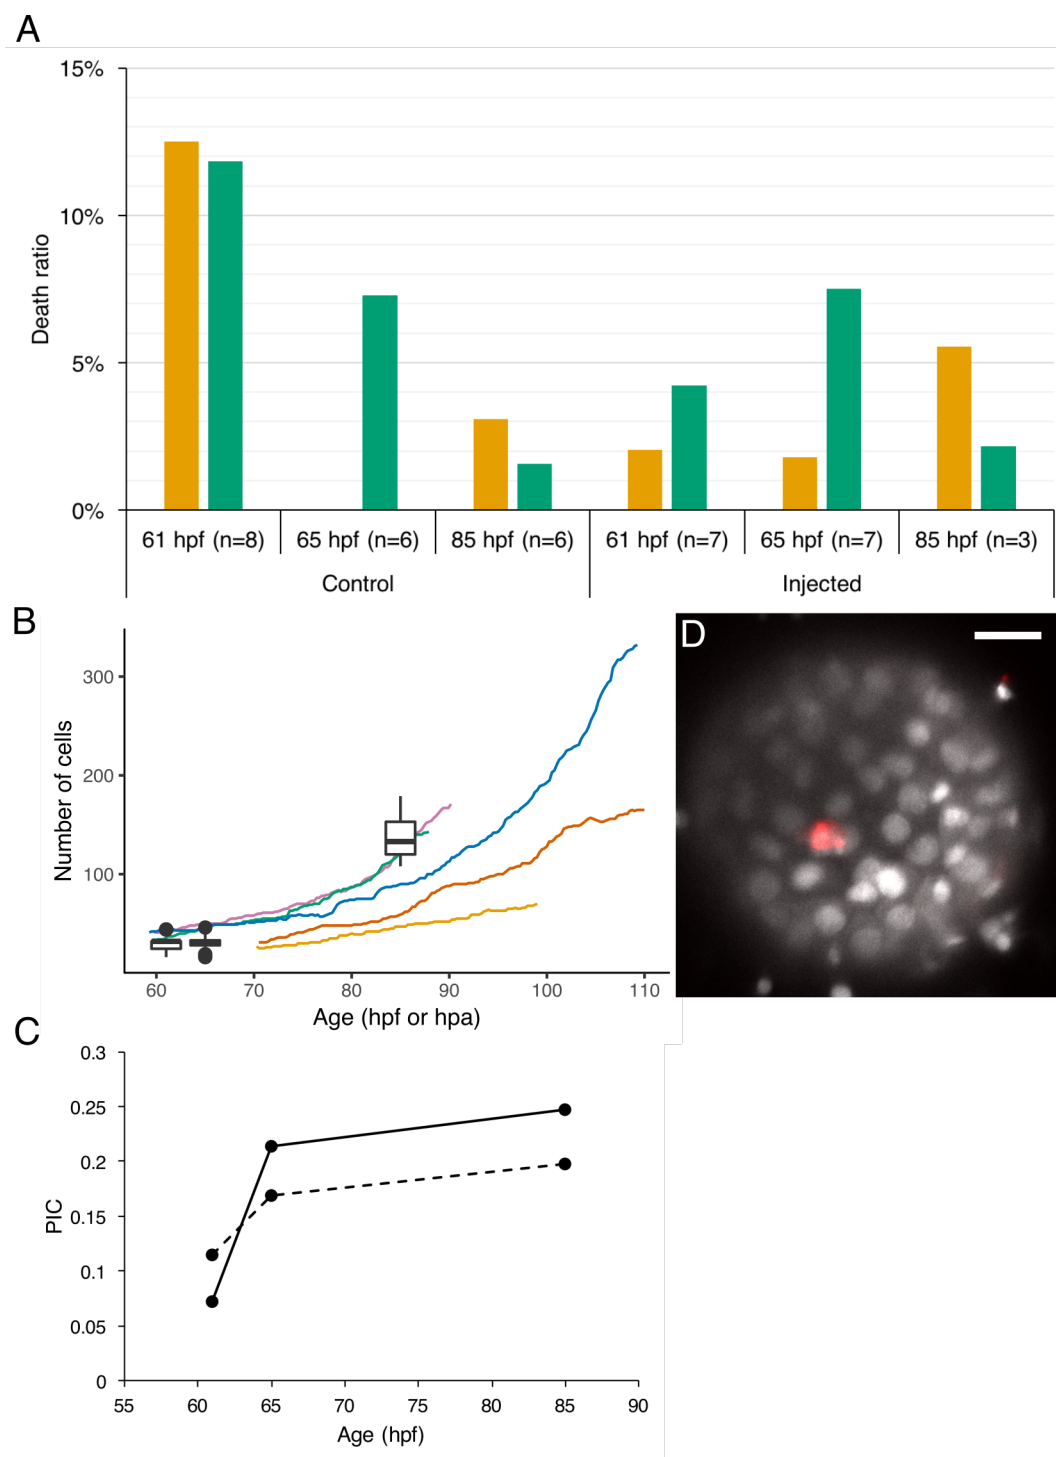 A
15%
10%
5%
0%
Death ratio
61 hpf (n=8)
65 hpf (n=6)
85 hpf (n=6)
61 hpf (n=7)
65 hpf (n=7)
85 hpf (n=3)
Control
Injected
B
300
200
100
Number of cells
60
70
80
90
100
110
Age (hpf or hpa)
D
C
0.3
0.25
0.2
0.15
0.1
0.05
0
PIC
55
60
65
70
75
80
85
90
Age (hpf)